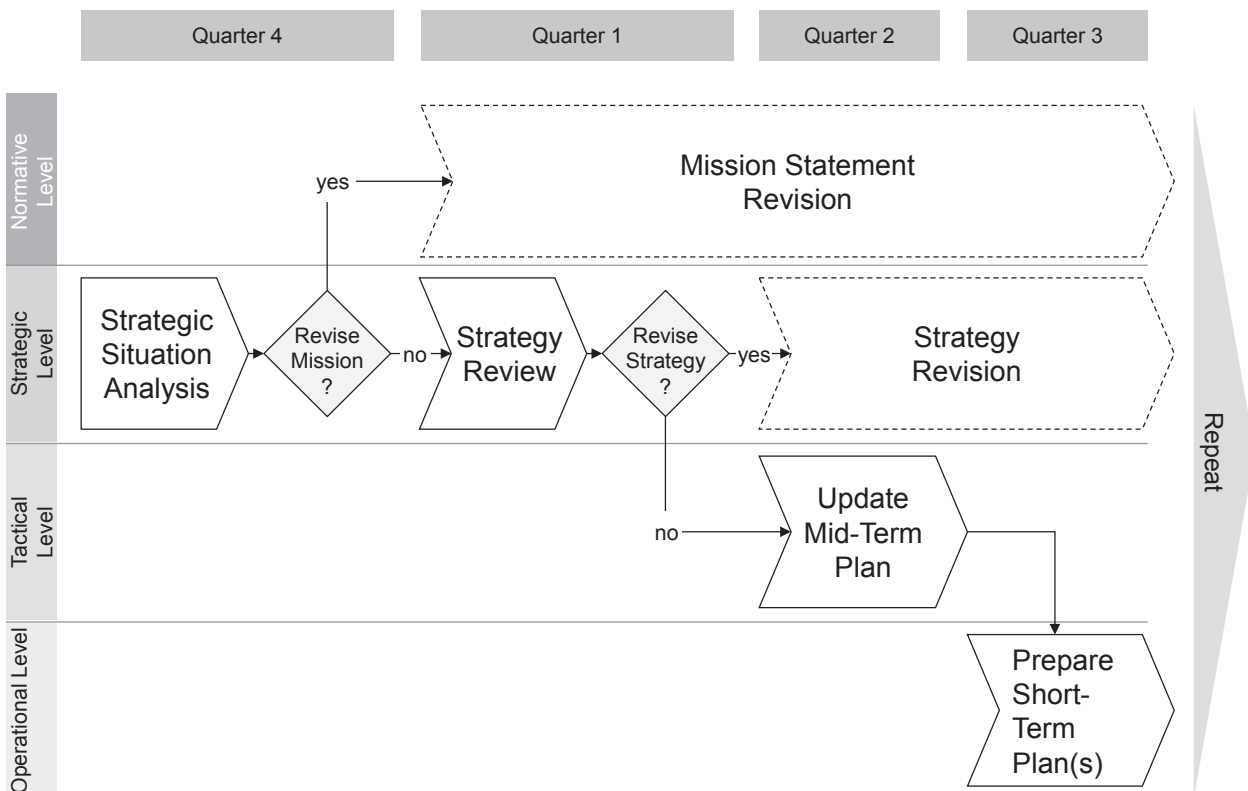 Quarter 4
Quarter 1
Quarter 2
Quarter 3
Normative
Level
yes
Mission Statement
Revision
Strategic
Level
Strategic
Situation
Analysis
Revise
Mission
?
no
Strategy
Review
Revise
Strategy
?
yes
Strategy
Revision
Tactical
Level
no
Update
Mid-Term
Plan
Operational Level
Prepare
Short-
Term
Plan(s)
Repeat